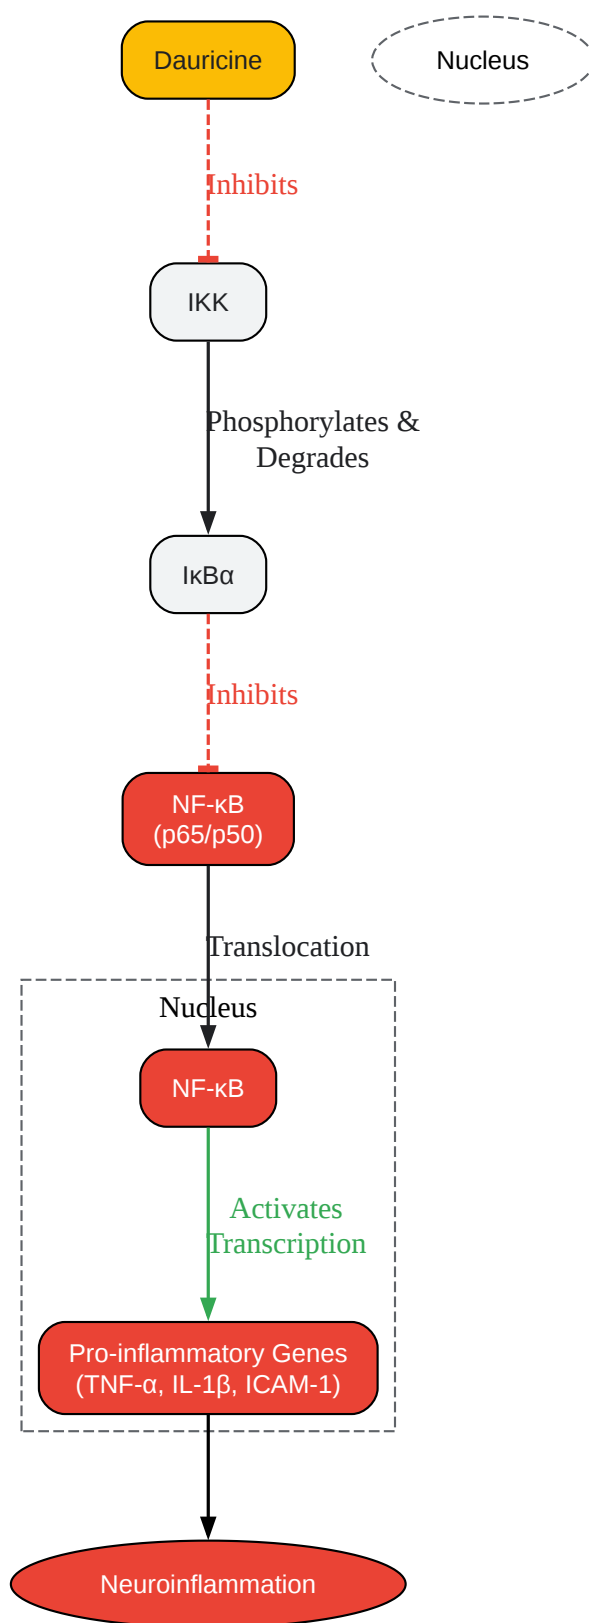 Dauricine
Nucleus
Inhibits
IKK
Phosphorylates &
Degrades
IκBα
Inhibits
NF-κB
(p65/p50)
Translocation
Nucleus
NF-κB
Activates
Transcription
Pro-inflammatory Genes
(TNF-α, IL-1β, ICAM-1)
Neuroinflammation